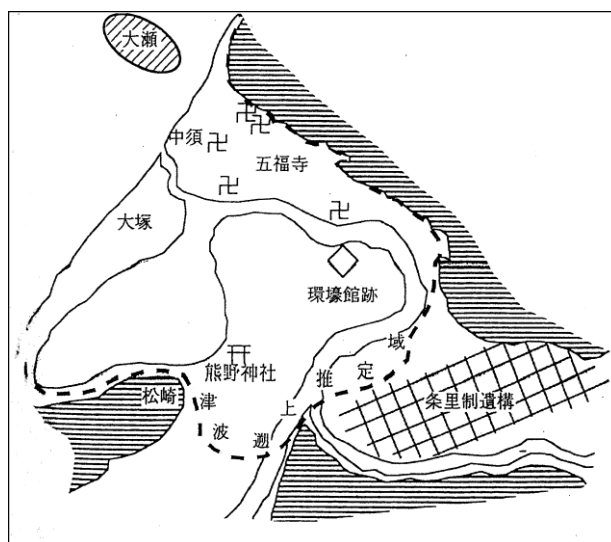 大瀬
中須
五福寺
大塚
環壕館跡
熊野神社
松崎
条里制遺構
津波遡上推定域